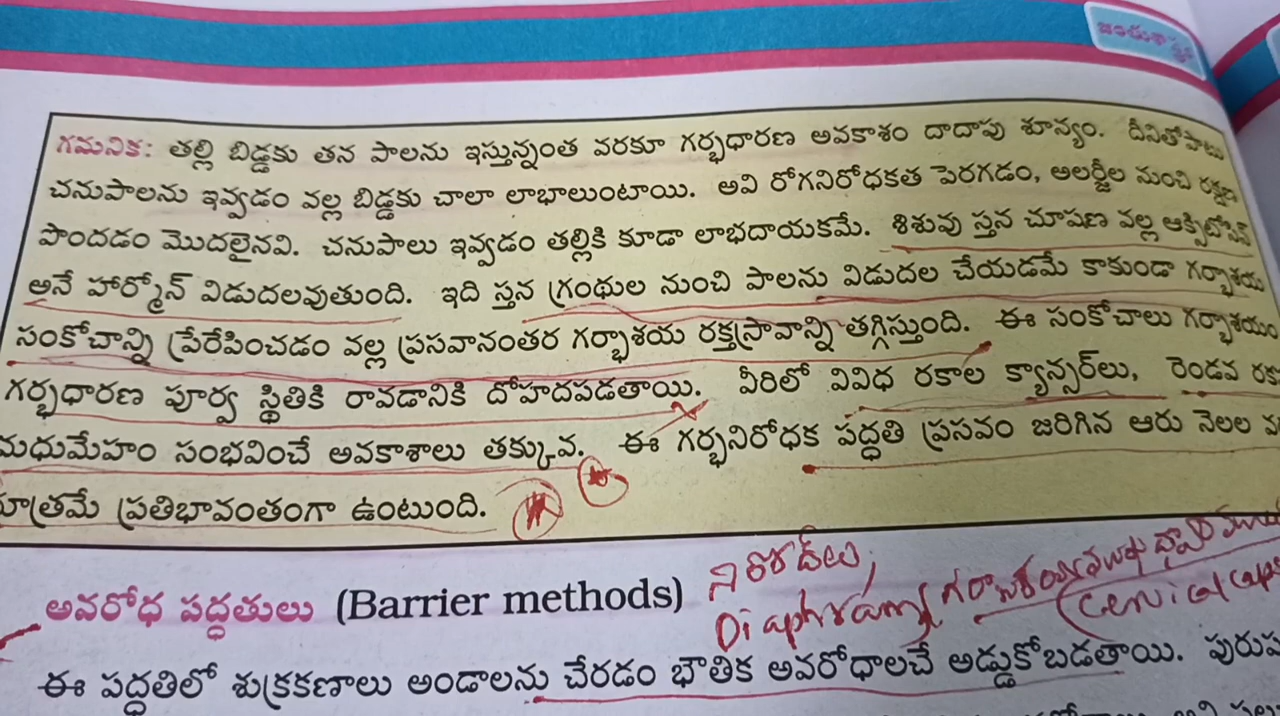 జంతుశాస్త్రం
గమనిక: తల్లి బిడ్డకు తన పాలను ఇస్తున్నంత వరకూ గర్భధారణ అవకాశం దాదాపు శూన్యం. దీనితోపాటు
చనుపాలను ఇవ్వడం వల్ల బిడ్డకు చాలా లాభాలుంటాయి. అవి రోగనిరోధకత పెరగడం, అలర్జీల నుంచి రక్షణ
పొందడం మొదలైనవి. చనుపాలు ఇవ్వడం తల్లికి కూడా లాభదాయకమే. శిశువు స్తన చూషణ వల్ల ఆక్సిటోసిన్
అనే హార్మోన్ విడుదలవుతుంది. ఇది స్తన గ్రంథుల నుంచి పాలను విడుదల చేయడమే కాకుండా గర్భాశయ
సంకోచాన్ని ప్రేరేపించడం వల్ల ప్రసవానంతర గర్భాశయ రక్తస్రావాన్ని తగ్గిస్తుంది. ఈ సంకోచాలు గర్భాశయం
గర్భధారణ పూర్వ స్థితికి రావడానికి దోహదపడతాయి. వీరిలో వివిధ రకాల క్యాన్సర్‌లు, రెండవ రక
మధుమేహం సంభవించే అవకాశాలు తక్కువ. ఈ గర్భనిరోధక పద్ధతి ప్రసవం జరిగిన ఆరు నెలల వ
మాత్రమే ప్రతిభావంతంగా ఉంటుంది.
నిరోద్‌లు,
అవరోధ పద్ధతులు (Barrier methods)
Diaphramy (cervical caps
ఈ పద్ధతిలో శుక్రకణాలు అండాలను చేరడం భౌతిక అవరోధాలచే అడ్డుకోబడతాయి. పురుష